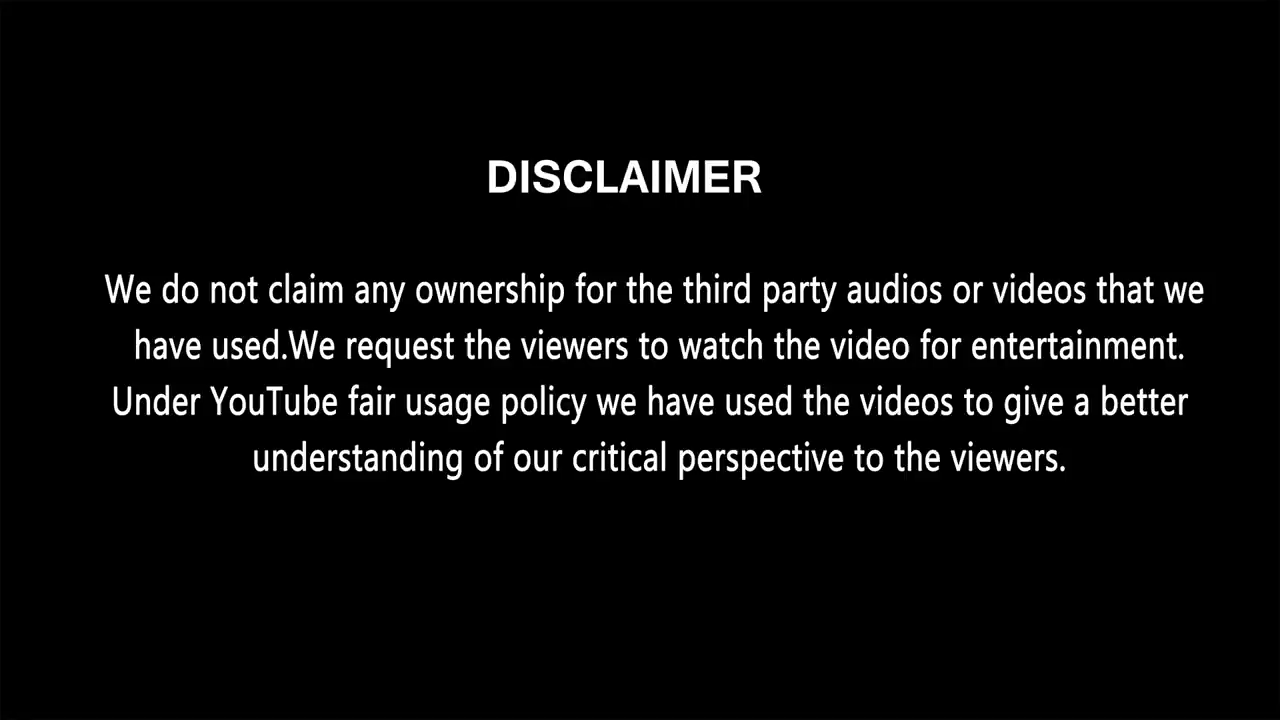 DISCLAIMER
We do not claim any ownership for the third party audios or videos that we
have used.We request the viewers to watch the video for entertainment.
Under YouTube fair usage policy we have used the videos to give a better
understanding of our critical perspective to the viewers.